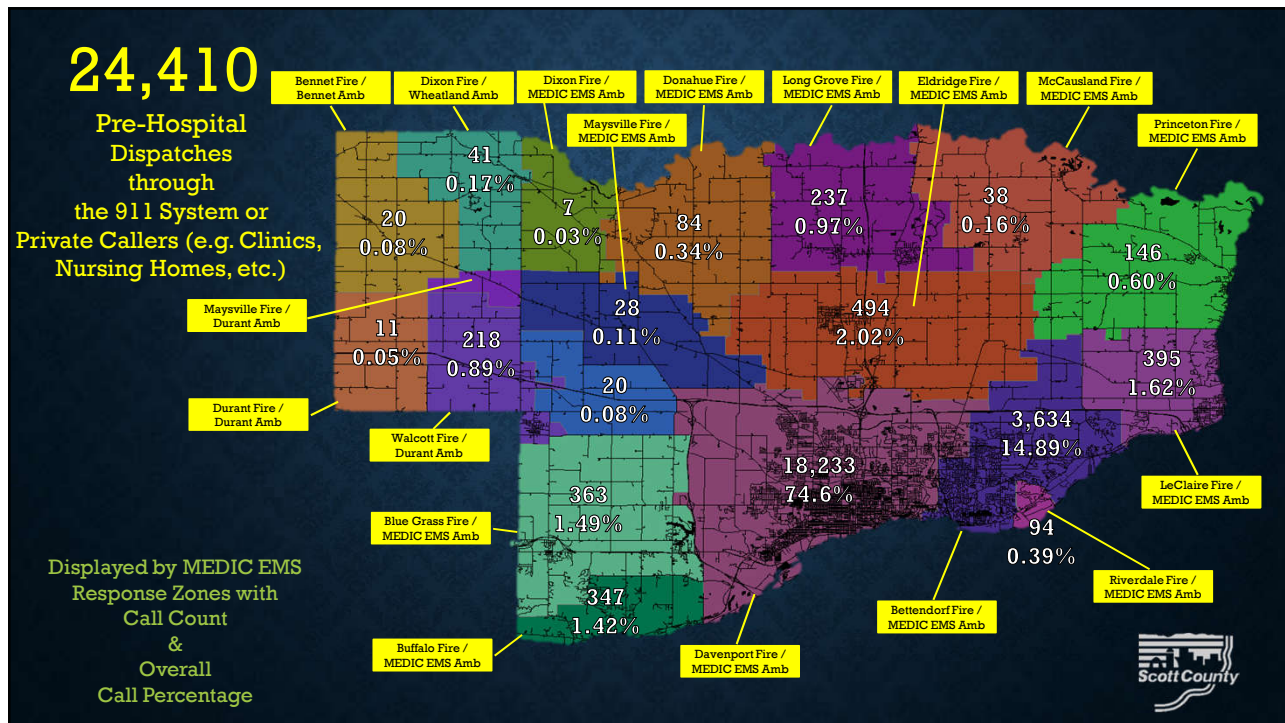 24,410
Pre-Hospital
Dispatches
through
the 911 System or
Private Callers (e.g. Clinics,
Nursing Homes, etc.)
Bennet Fire /
Bennet Amb
Dixon Fire /
Wheatland Amb
Dixon Fire /
MEDIC EMS Amb
Donahue Fire /
MEDIC EMS Amb
Long Grove Fire /
MEDIC EMS Amb
Eldridge Fire /
MEDIC EMS Amb
McCausland Fire /
MEDIC EMS Amb
Maysville Fire /
MEDIC EMS Amb
Princeton Fire /
MEDIC EMS Amb
41
0.17%
20
0.08%
7
0.03%
84
0.34%
237
0.97%
38
0.16%
146
0.60%
Maysville Fire /
Durant Amb
11
0.05%
218
0.89%
28
0.11%
494
2.02%
395
1.62%
20
0.08%
Durant Fire /
Durant Amb
Walcott Fire /
Durant Amb
3,634
14.89%
18,233
74.6%
LeClaire Fire /
MEDIC EMS Amb
363
1.49%
Blue Grass Fire /
MEDIC EMS Amb
94
0.39%
Riverdale Fire /
MEDIC EMS Amb
Bettendorf Fire /
MEDIC EMS Amb
347
1.42%
Buffalo Fire /
MEDIC EMS Amb
Davenport Fire /
MEDIC EMS Amb
Displayed by MEDIC EMS
Response Zones with
Call Count
&
Overall
Call Percentage
Scott County